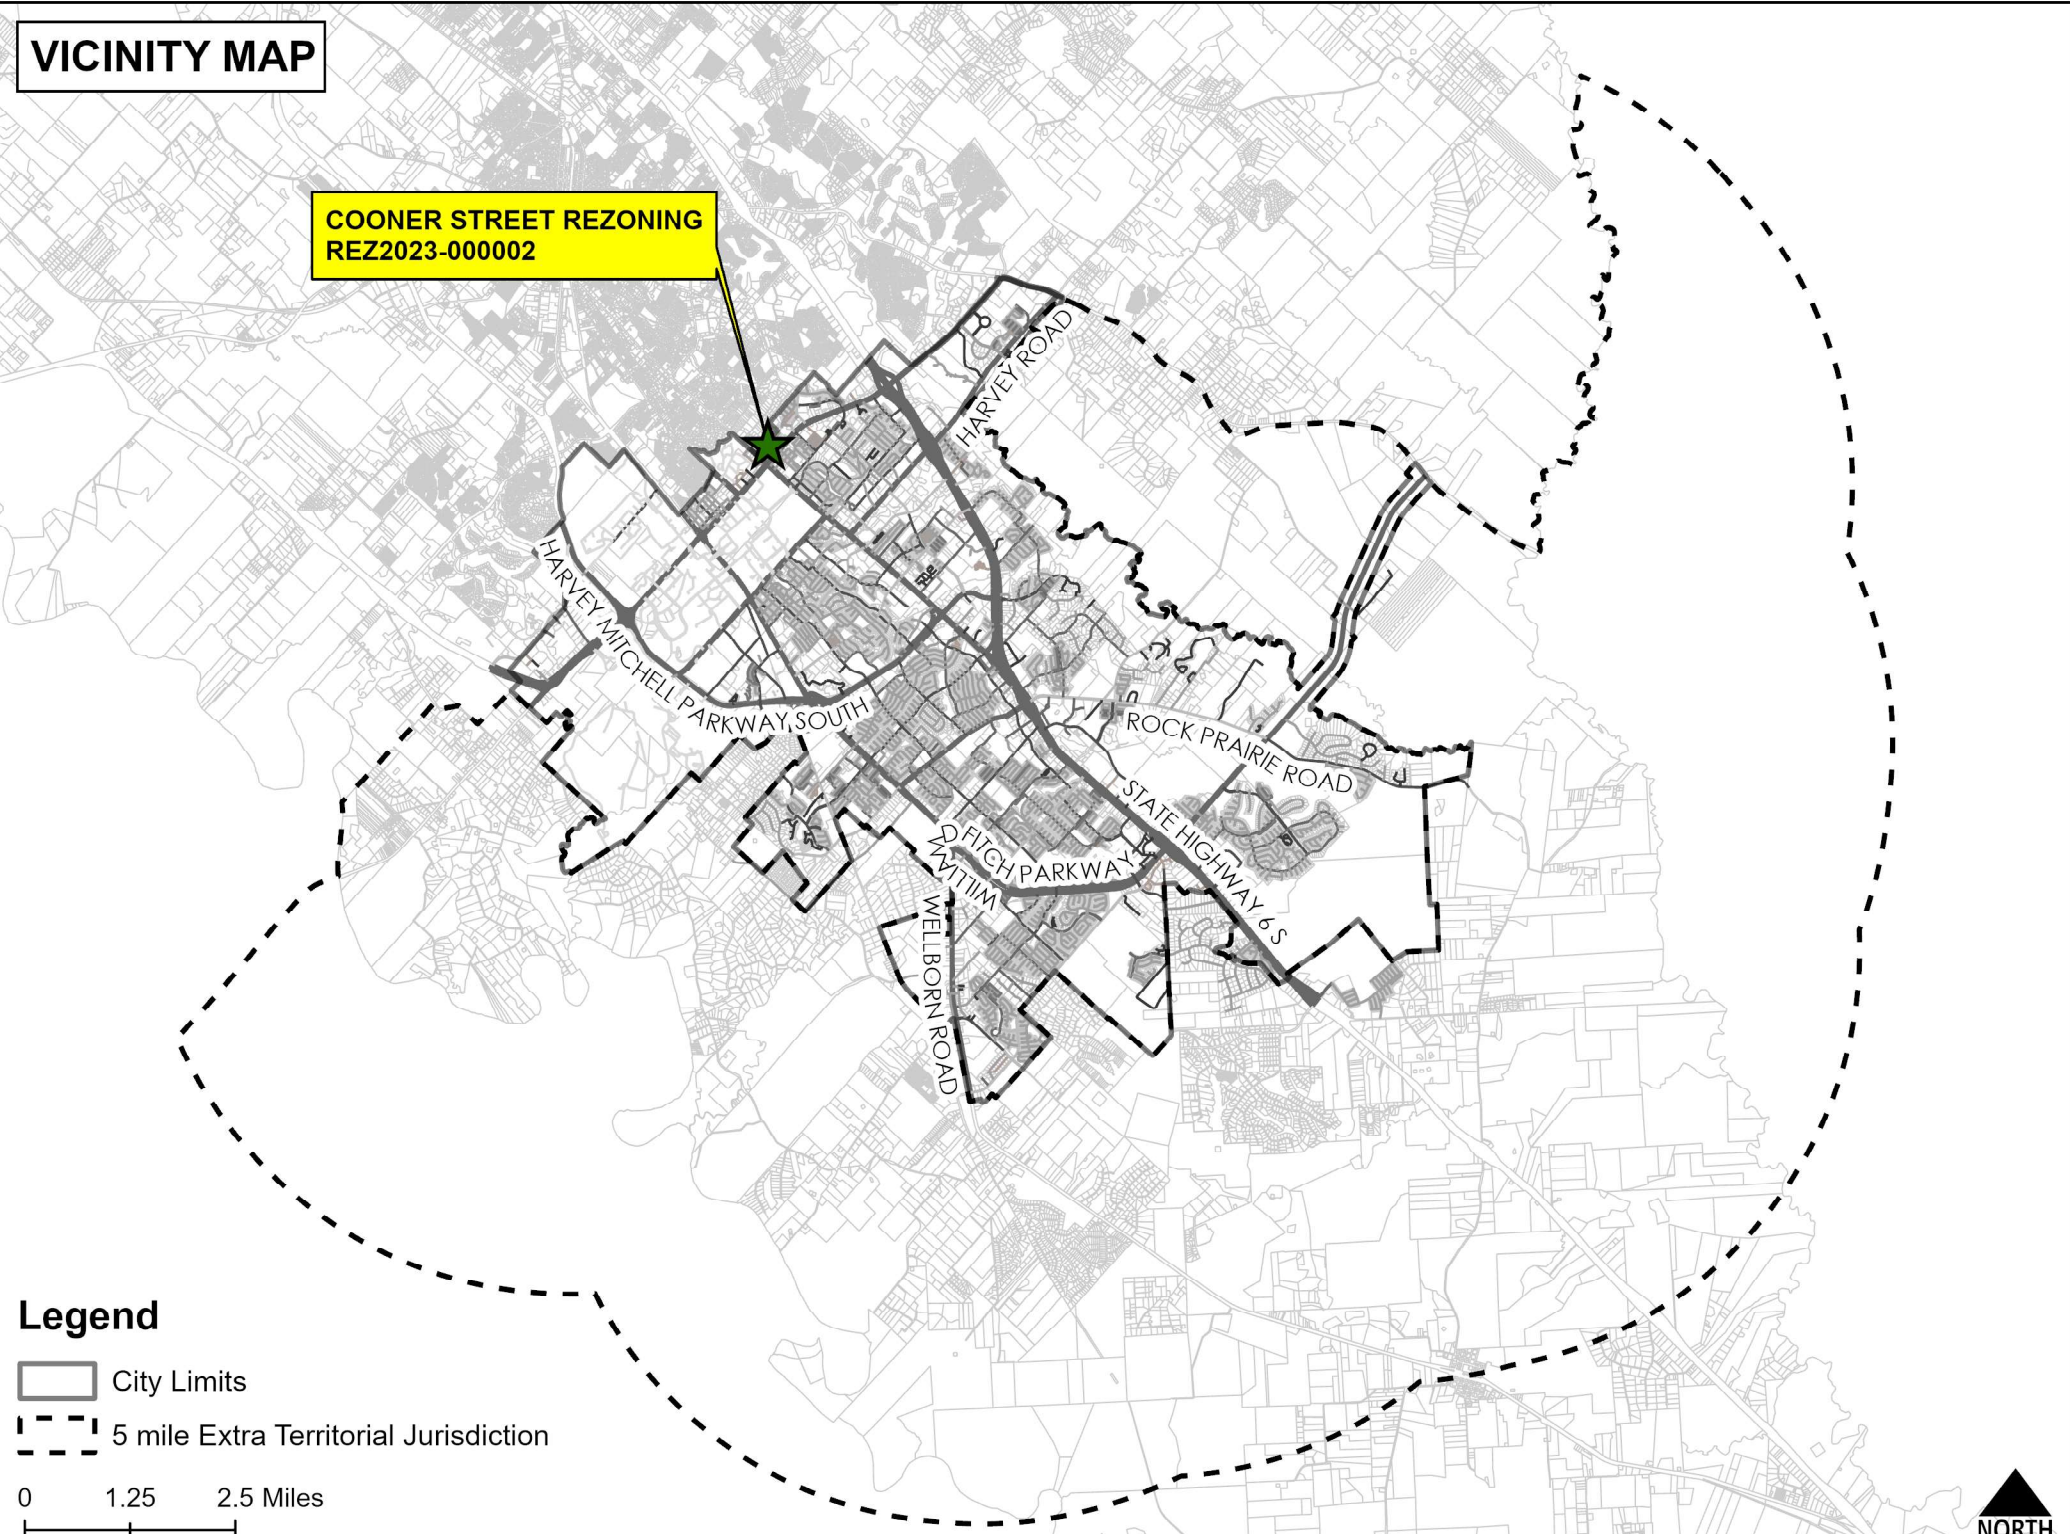 VICINITY MAP
COONER STREET REZONING
REZ2023-000002
HARVEY ROAD
HARVEY MITCHELL PARKWAY SOUTH
ROCK PRAIRIE ROAD
STATE HIGHWAY 6 S
WILLIAM D FITCH PARKWAY
WELLBORN ROAD
Legend
City Limits
5 mile Extra Territorial Jurisdiction
0 1.25 2.5 Miles
NORTH